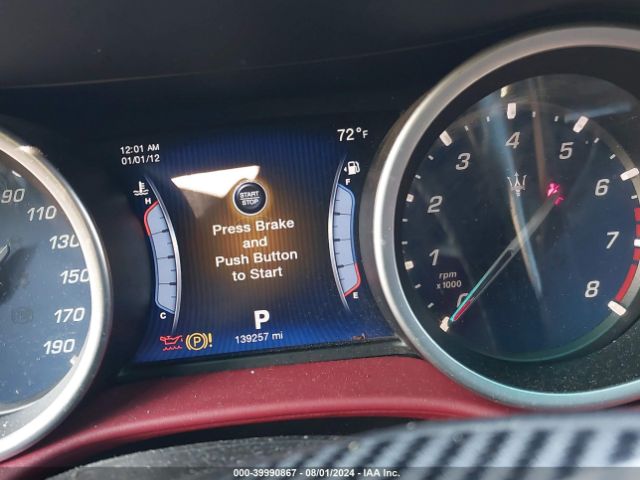 12:01 AM
01/01/12
72°F
H
F
START
STOP
Press Brake
and
Push Button
to Start
C
E
P
(P)!
139257 mi
90
110
130
150
170
190
0
1
2
3
4
5
6
7
8
rpm
x 1000
000-39990867 - 08/01/2024 - IAA Inc.